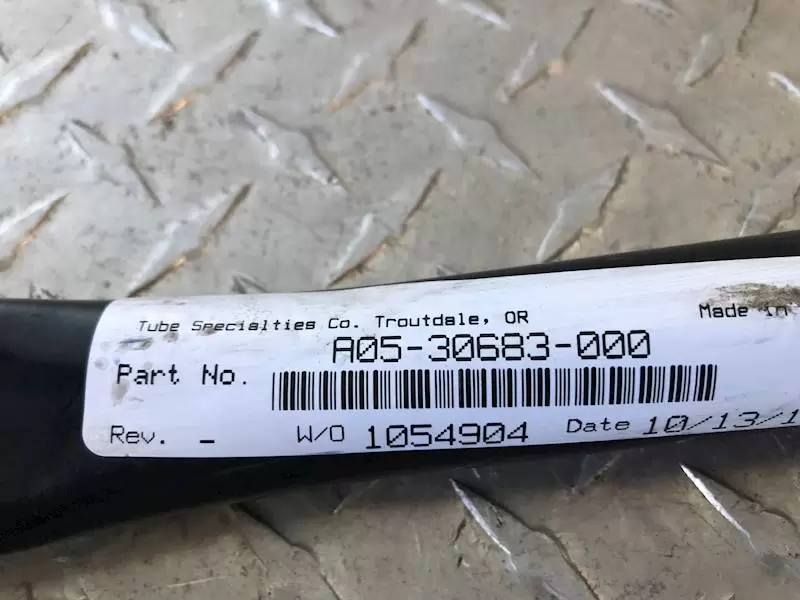 Tube Specialties Co. Troutdale, OR
Made in
Part No. A05-30683-000
Rev. - W/O 1054904 Date 10/13/1